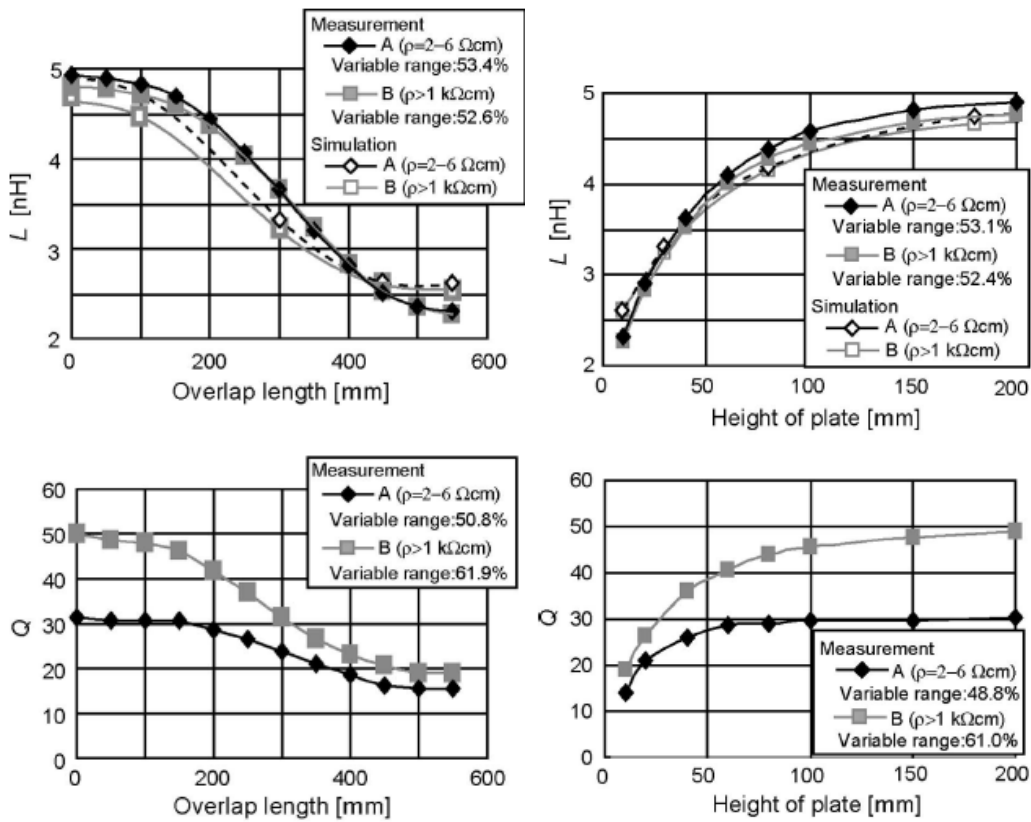 Measurement
A (ρ=2–6 Ωcm)
Variable range:53.4%
B (ρ>1 kΩcm)
Variable range:52.6%
Simulation
A (ρ=2–6 Ωcm)
B (ρ>1 kΩcm)
5
4
3
2
L [nH]
0
200
400
600
Overlap length [mm]
5
4
3
2
L [nH]
Measurement
A (ρ=2–6 Ωcm)
Variable range:53.1%
B (ρ>1 kΩcm)
Variable range:52.4%
Simulation
A (ρ=2–6 Ωcm)
B (ρ>1 kΩcm)
0
50
100
150
200
Height of plate [mm]
Measurement
A (ρ=2–6 Ωcm)
Variable range:50.8%
B (ρ>1 kΩcm)
Variable range:61.9%
60
50
40
30
20
10
0
Q
0
200
400
600
Overlap length [mm]
60
50
40
30
20
10
0
Q
Measurement
A (ρ=2–6 Ωcm)
Variable range:48.8%
B (ρ>1 kΩcm)
Variable range:61.0%
0
50
100
150
200
Height of plate [mm]